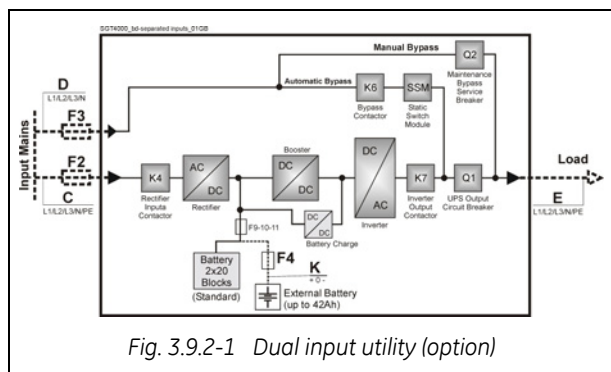 SGT4000_bd-separated inputs_01/GB
Manual Bypass
Q2
Maintenance
Bypass
Service
Breaker
D
L1/L2/L3/N
Automatic Bypass
K6
Bypass
Contactor
SSM
Static
Switch
Module
Input Mains
F3
F2
C
L1/L2/L3/N/PE
K4
Rectifier
Inputa
Contactor
AC
DC
Rectifier
Booster
DC
DC
DC
DC
Battery Charge
DC
AC
Inverter
K7
Inverter
Output
Contactor
Q1
UPS Output
Circuit Breaker
Load
E
L1/L2/L3/N/PE
F9-10-11
Battery
2x20
Blocks
(Standard)
F4
K
+ 0 -
External Battery
(up to 42Ah)
Fig. 3.9.2-1 Dual input utility (option)